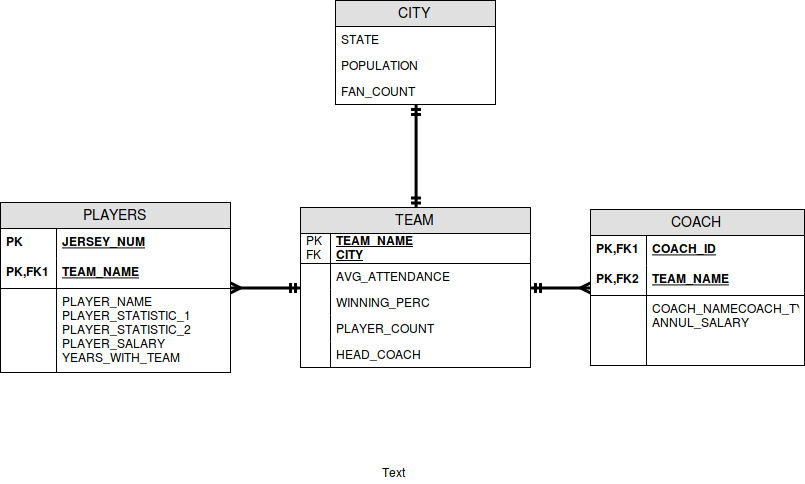 CITY
STATE
POPULATION
FAN_COUNT
PLAYERS
PK JERSEY_NUM
PK,FK1 TEAM_NAME
PLAYER_NAME
PLAYER_STATISTIC_1
PLAYER_STATISTIC_2
PLAYER_SALARY
YEARS_WITH_TEAM
TEAM
PK TEAM_NAME
FK CITY
AVG_ATTENDANCE
WINNING_PERC
PLAYER_COUNT
HEAD_COACH
COACH
PK,FK1 COACH_ID
PK,FK2 TEAM_NAME
COACH_NAMECOACH_TY
ANNUL_SALARY
Text